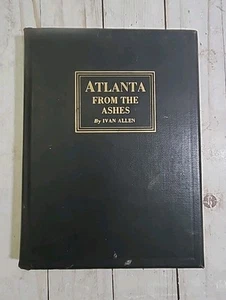 ATLANTA
FROM THE
ASHES
By IVAN ALLEN